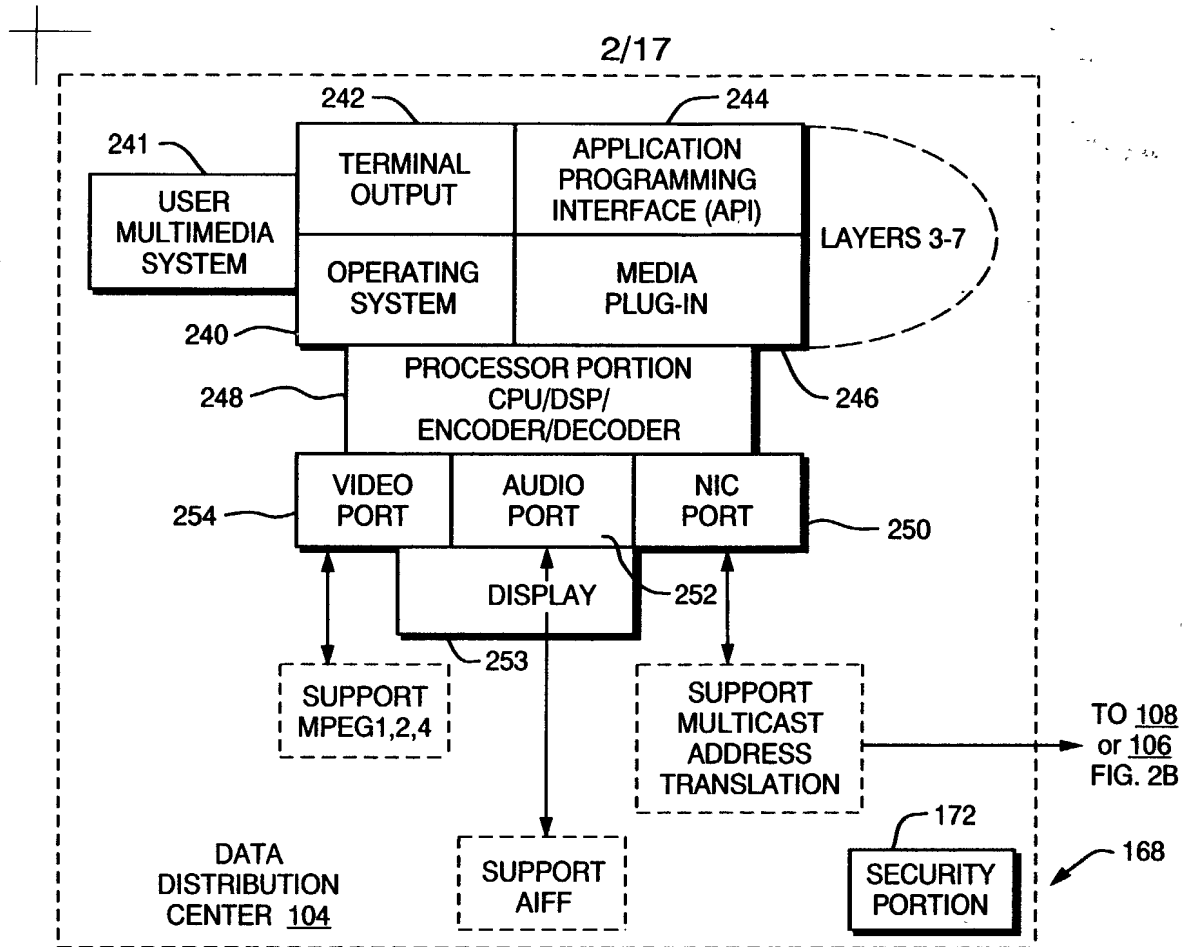 2/17
242
244
241
TERMINAL
OUTPUT
APPLICATION
PROGRAMMING
INTERFACE (API)
USER
MULTIMEDIA
SYSTEM
LAYERS 3-7
OPERATING
SYSTEM
MEDIA
PLUG-IN
240
246
248
PROCESSOR PORTION
CPU/DSP/
ENCODER/DECODER
VIDEO
PORT
AUDIO
PORT
NIC
PORT
254
250
DISPLAY
252
253
SUPPORT
MPEG1,2,4
SUPPORT
MULTICAST
ADDRESS
TRANSLATION
TO 108
or 106
FIG. 2B
172
168
DATA
DISTRIBUTION
CENTER 104
SUPPORT
AIFF
SECURITY
PORTION